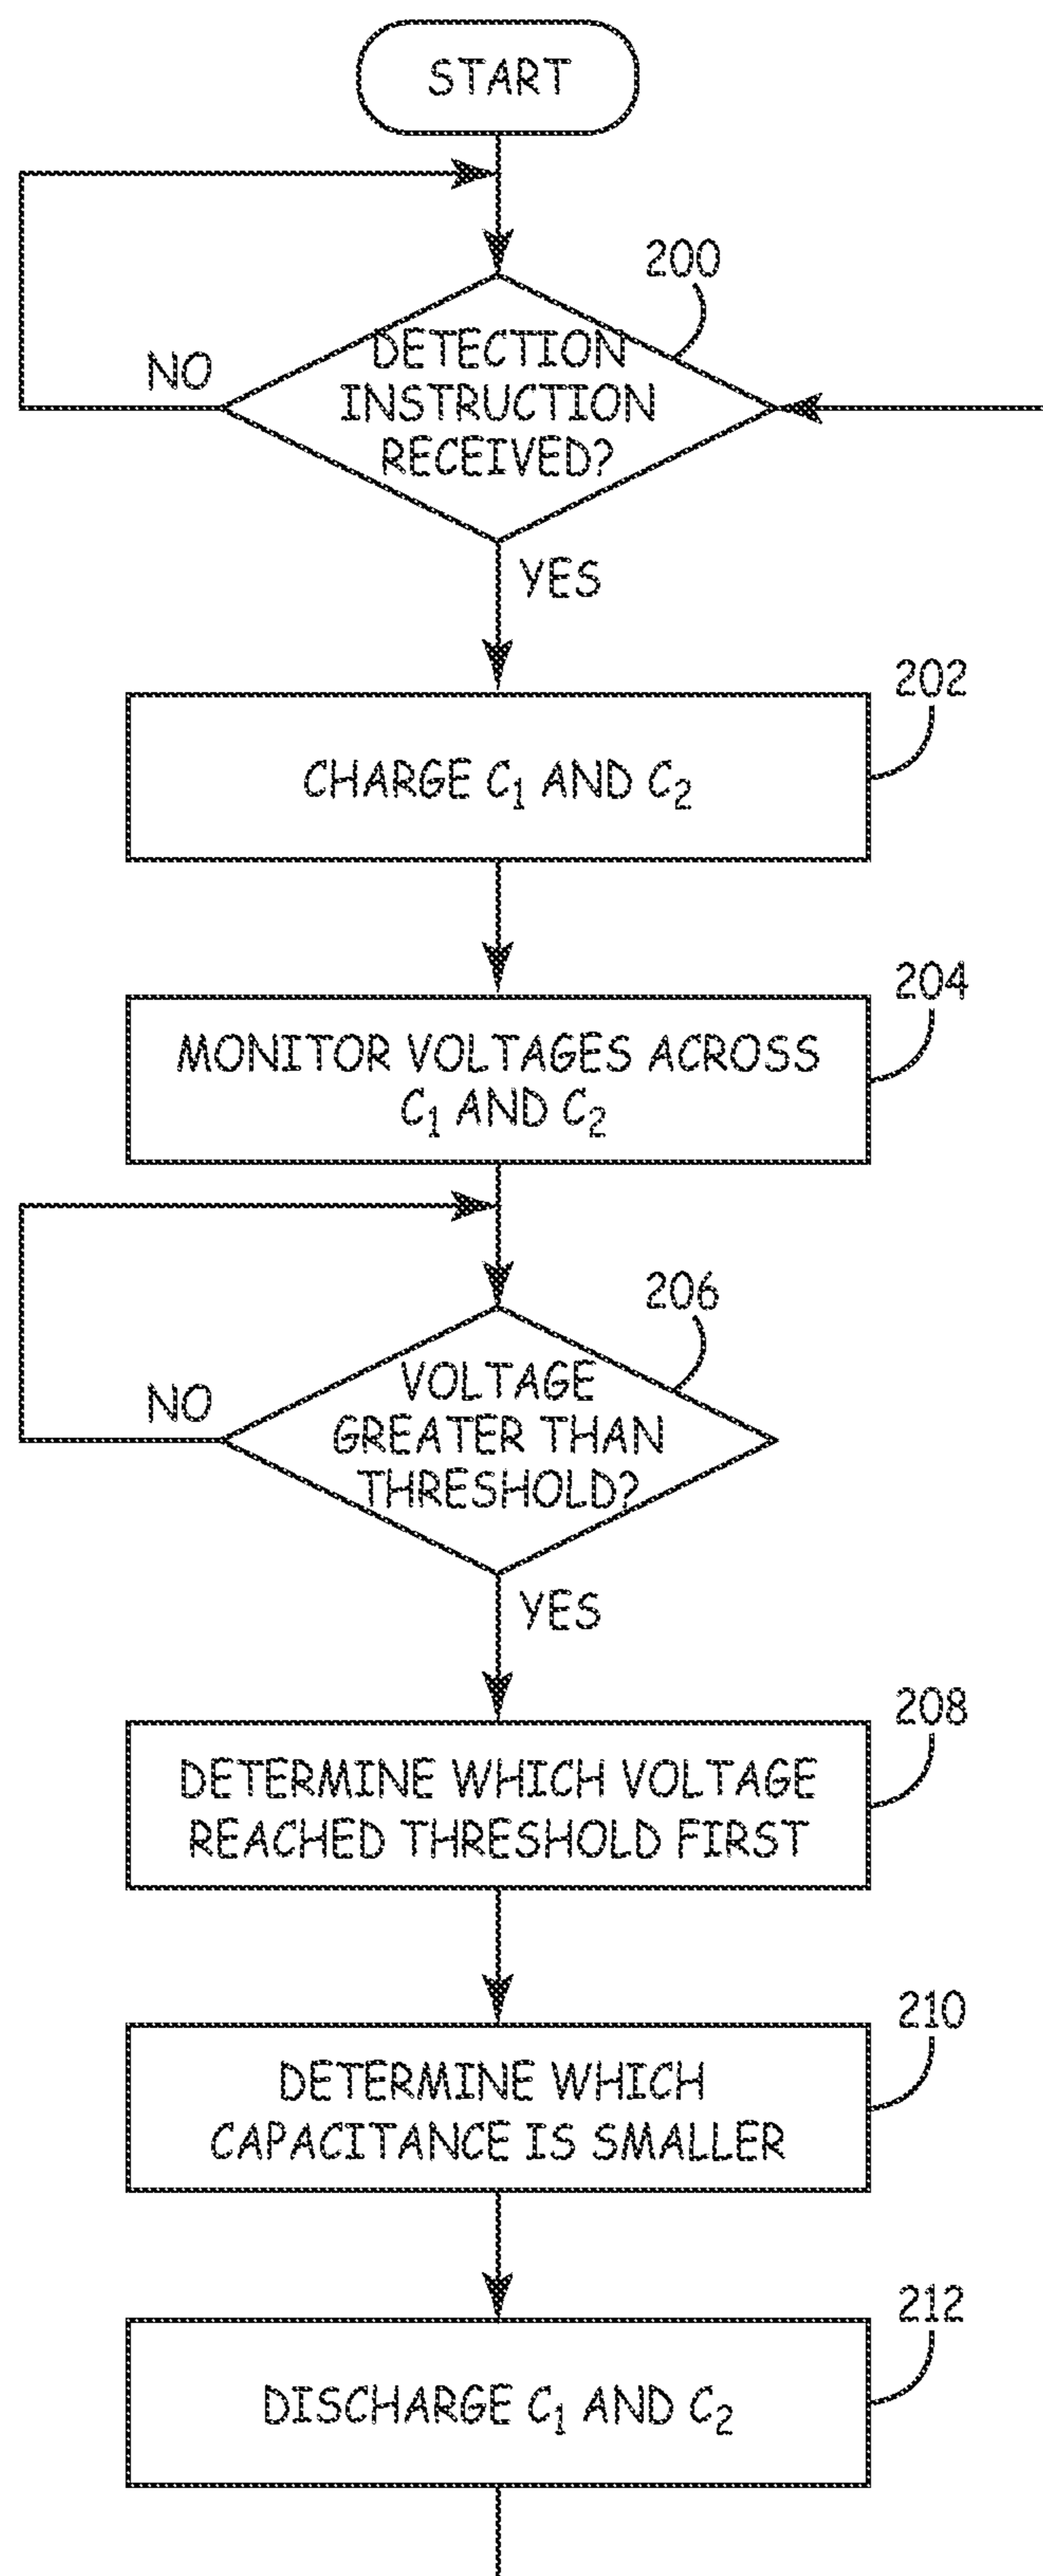 START
200
DETECTION
INSTRUCTION
RECEIVED?
NO
YES
202
CHARGE C₁ AND C₂
204
MONITOR VOLTAGES ACROSS
C₁ AND C₂
206
VOLTAGE
GREATER THAN
THRESHOLD?
NO
YES
208
DETERMINE WHICH VOLTAGE
REACHED THRESHOLD FIRST
210
DETERMINE WHICH
CAPACITANCE IS SMALLER
212
DISCHARGE C₁ AND C₂